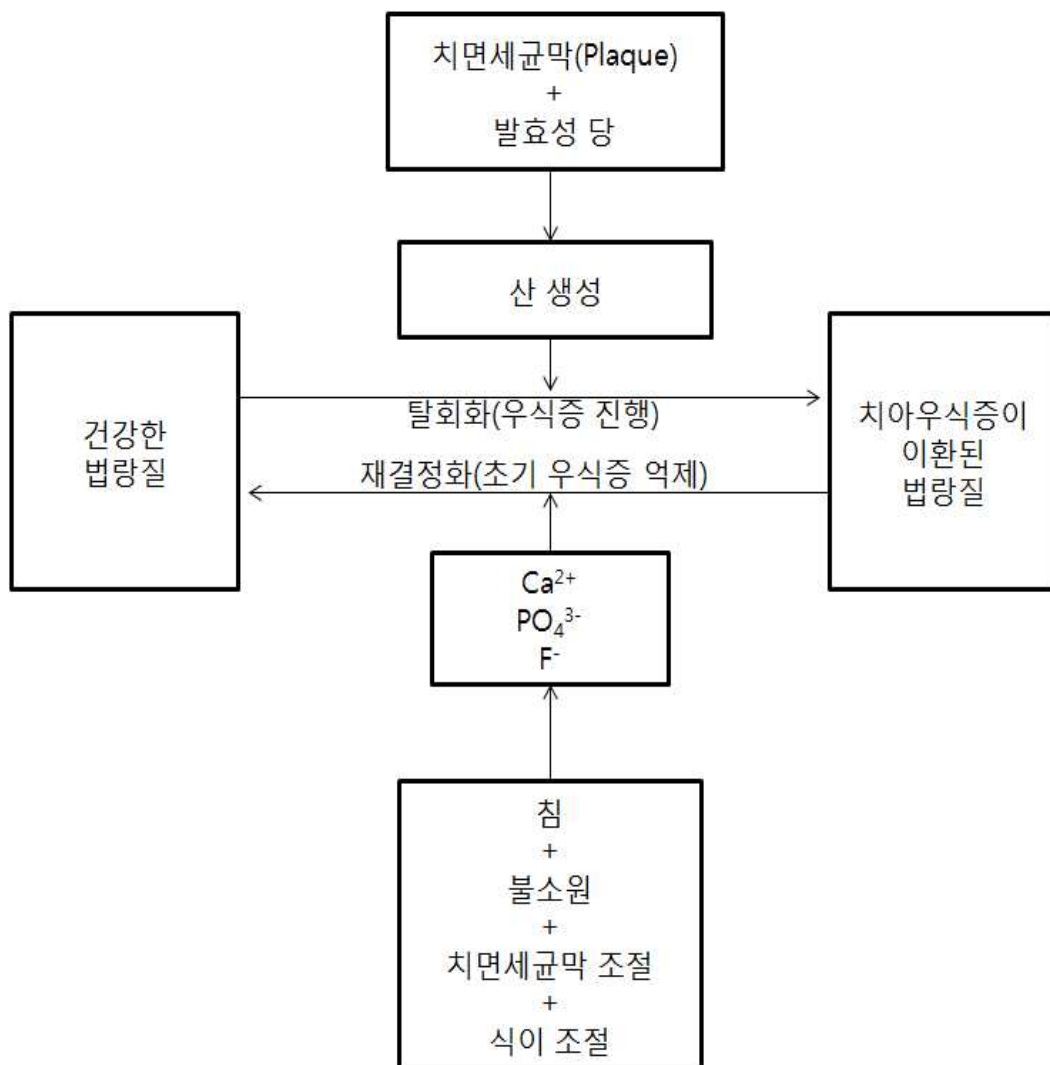 치면세균막(Plaque)
+
발효성 당
산 생성
건강한
법랑질
탈회화(우식증 진행)
재결정화(초기 우식증 억제)
치아우식증이
이환된
법랑질
Ca²⁺
PO₄³⁻
F⁻
침
+
불소원
+
치면세균막 조절
+
식이 조절